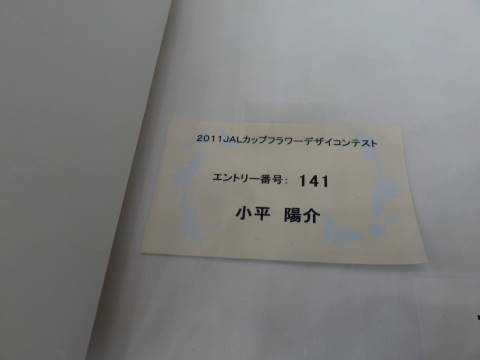 2011JALカップフラワーデザイコンテスト
エントリー番号: 141
小平 陽介